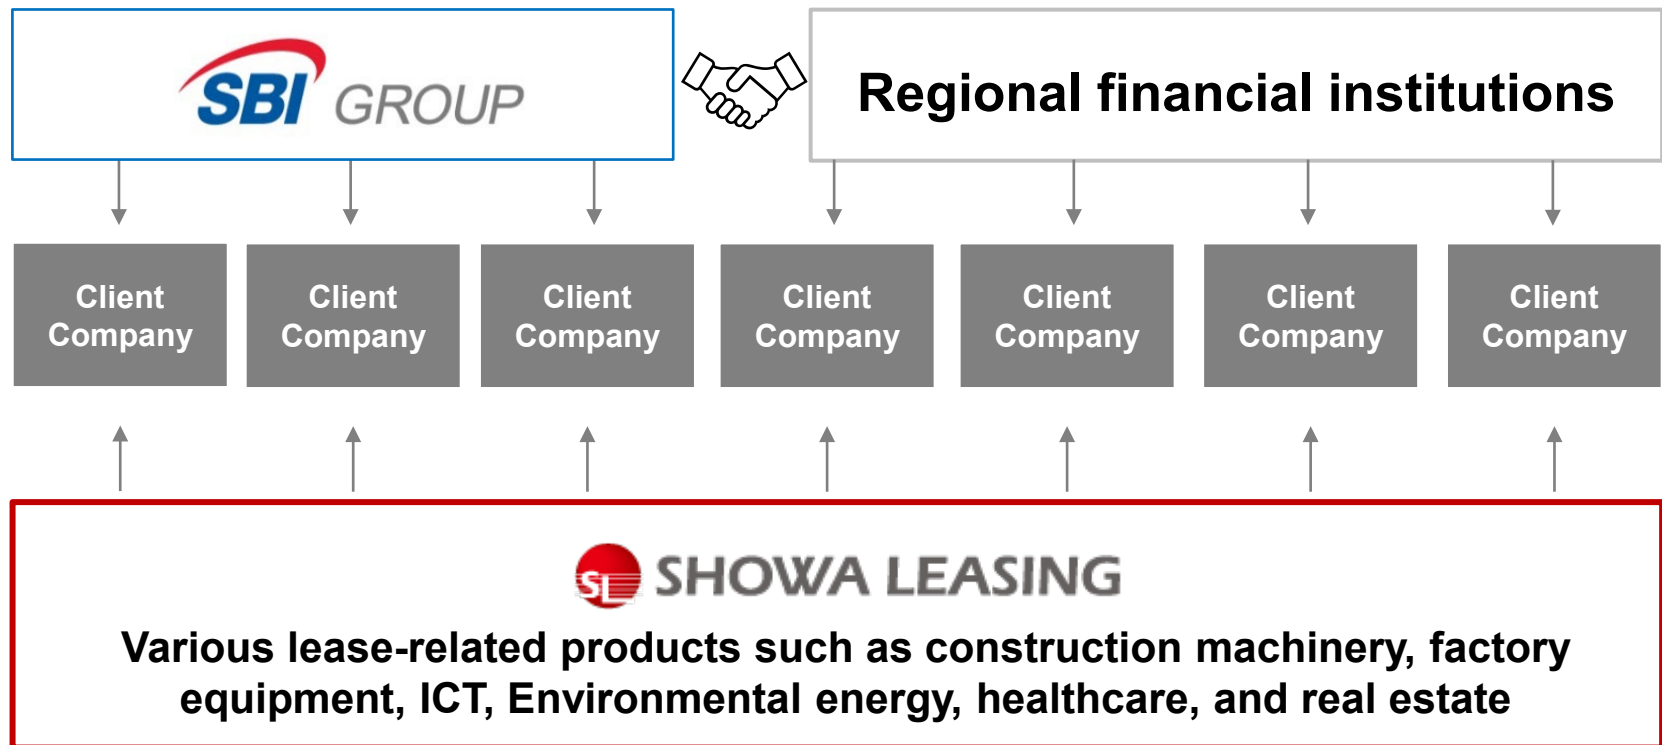 SBI GROUP
Regional financial institutions
Client
Company
Client
Company
Client
Company
Client
Company
Client
Company
Client
Company
Client
Company
SL SHOWA LEASING
Various lease-related products such as construction machinery, factory
equipment, ICT, Environmental energy, healthcare, and real estate